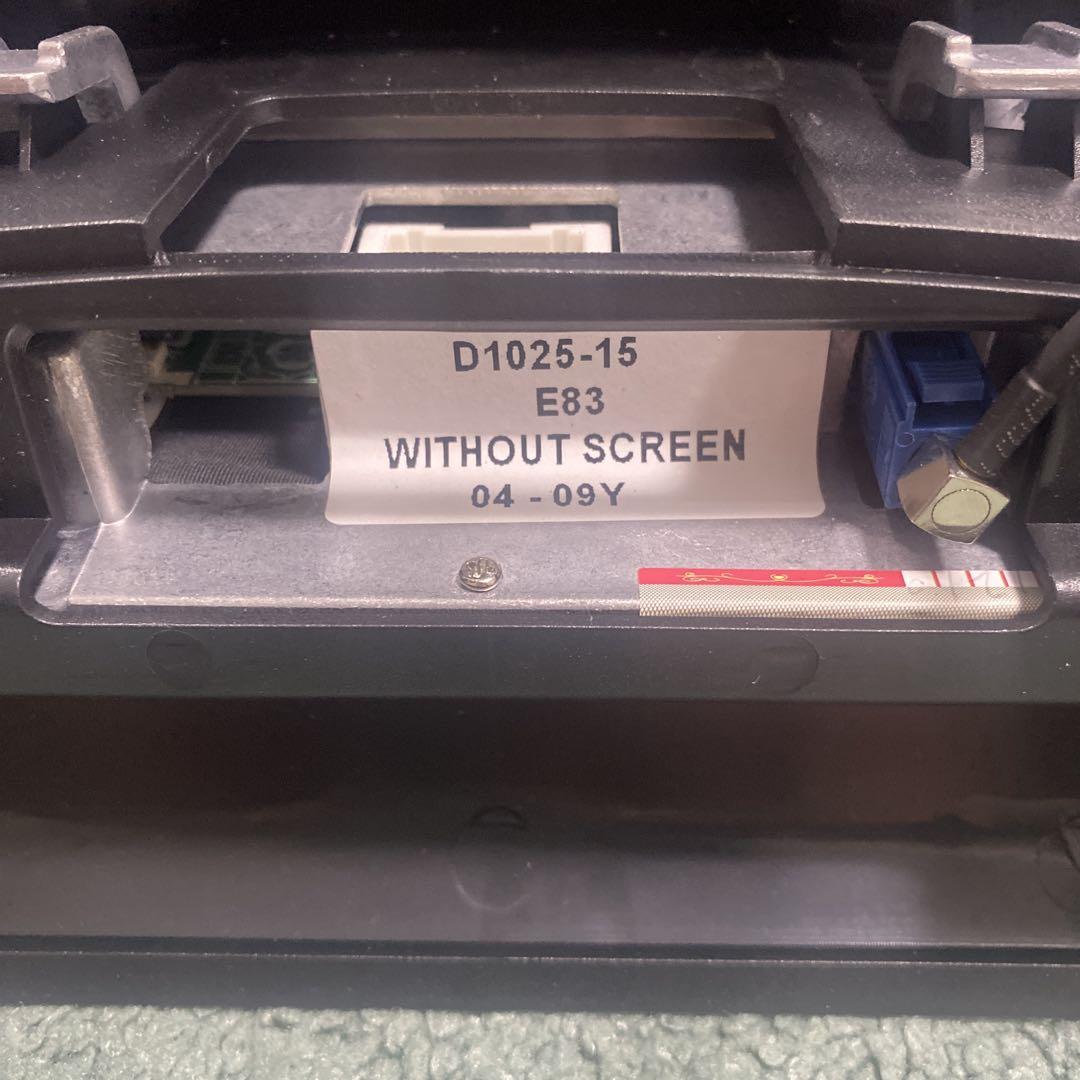 D1025-15
E83
WITHOUT SCREEN
04 - 09Y